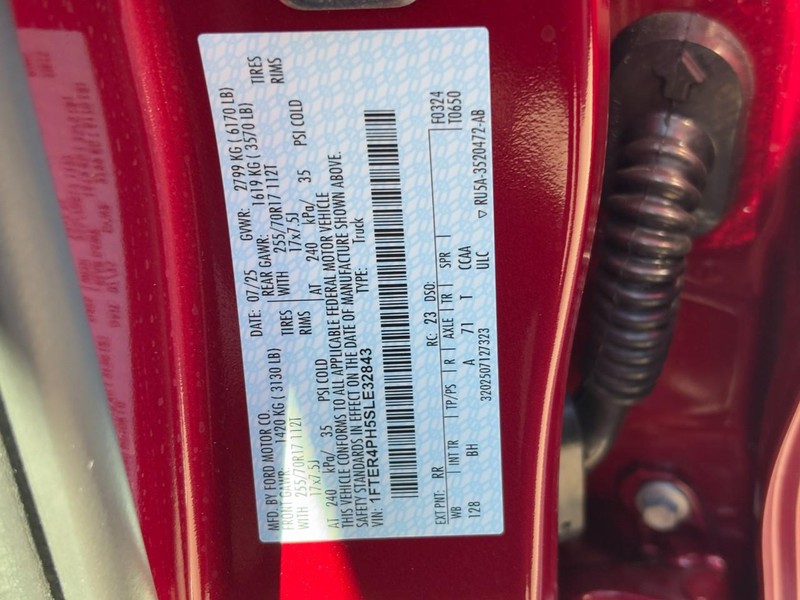 MFD. BY FORD MOTOR CO. DATE: 07/25 GVWR: 2799 KG ( 6170 LB)
FRONT GAWR: 1420 KG ( 3130 LB) REAR GAWR: 1619 KG ( 3570 LB)
WITH 255/70R17 112T TIRES WITH 255/70R17 112T TIRES
17x7.5J RIMS 17x7.5J RIMS
AT 240 kPa/ 35 PSI COLD AT 240 kPa/ 35 PSI COLD
THIS VEHICLE CONFORMS TO ALL APPLICABLE FEDERAL MOTOR VEHICLE
SAFETY STANDARDS IN EFFECT ON THE DATE OF MANUFACTURE SHOWN ABOVE.
VIN: 1FTER4PH5SLE32843 TYPE: Truck
F0324
T0650
EXT PNT: RR RC: 23 DSO:
WB INT TR TP/PS R AXLE TR SPR
128 BH A 71 T CCAA
3202507127323 ULC ▽ RU5A-3520472-AB